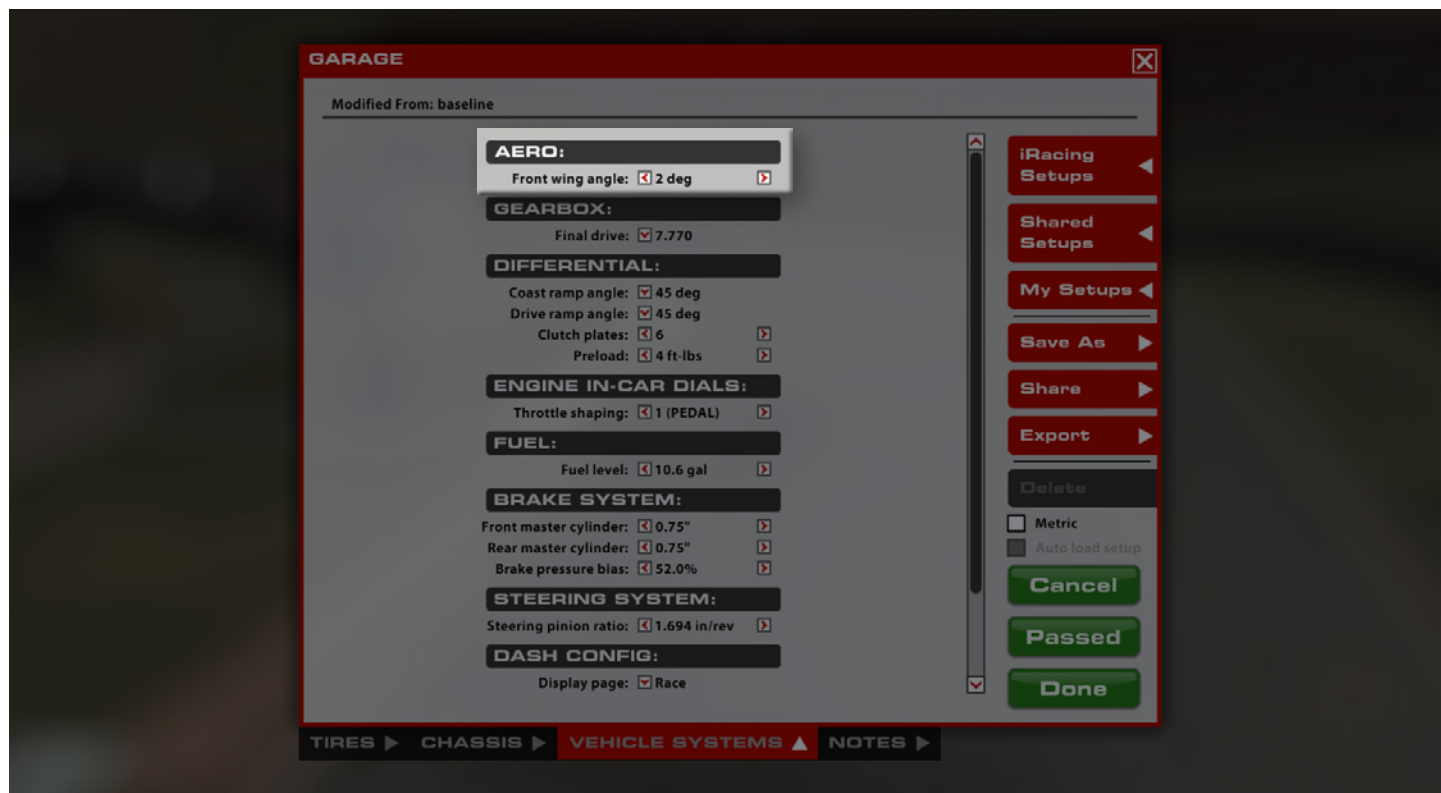 GARAGE
Modified From: baseline
AERO:
Front wing angle: 2 deg
GEARBOX:
Final drive: 7.770
DIFFERENTIAL:
Coast ramp angle: 45 deg
Drive ramp angle: 45 deg
Clutch plates: 6
Preload: 4 ft-lbs
ENGINE IN-CAR DIALS:
Throttle shaping: 1 (PEDAL)
FUEL:
Fuel level: 10.6 gal
BRAKE SYSTEM:
Front master cylinder: 0.75"
Rear master cylinder: 0.75"
Brake pressure bias: 52.0%
STEERING SYSTEM:
Steering pinion ratio: 1.694 in/rev
DASH CONFIG:
Display page: Race
iRacing
Setups
Shared
Setups
My Setups
Save As
Share
Export
Delete
Metric
Auto load setup
Cancel
Passed
Done
TIRES CHASSIS VEHICLE SYSTEMS NOTES